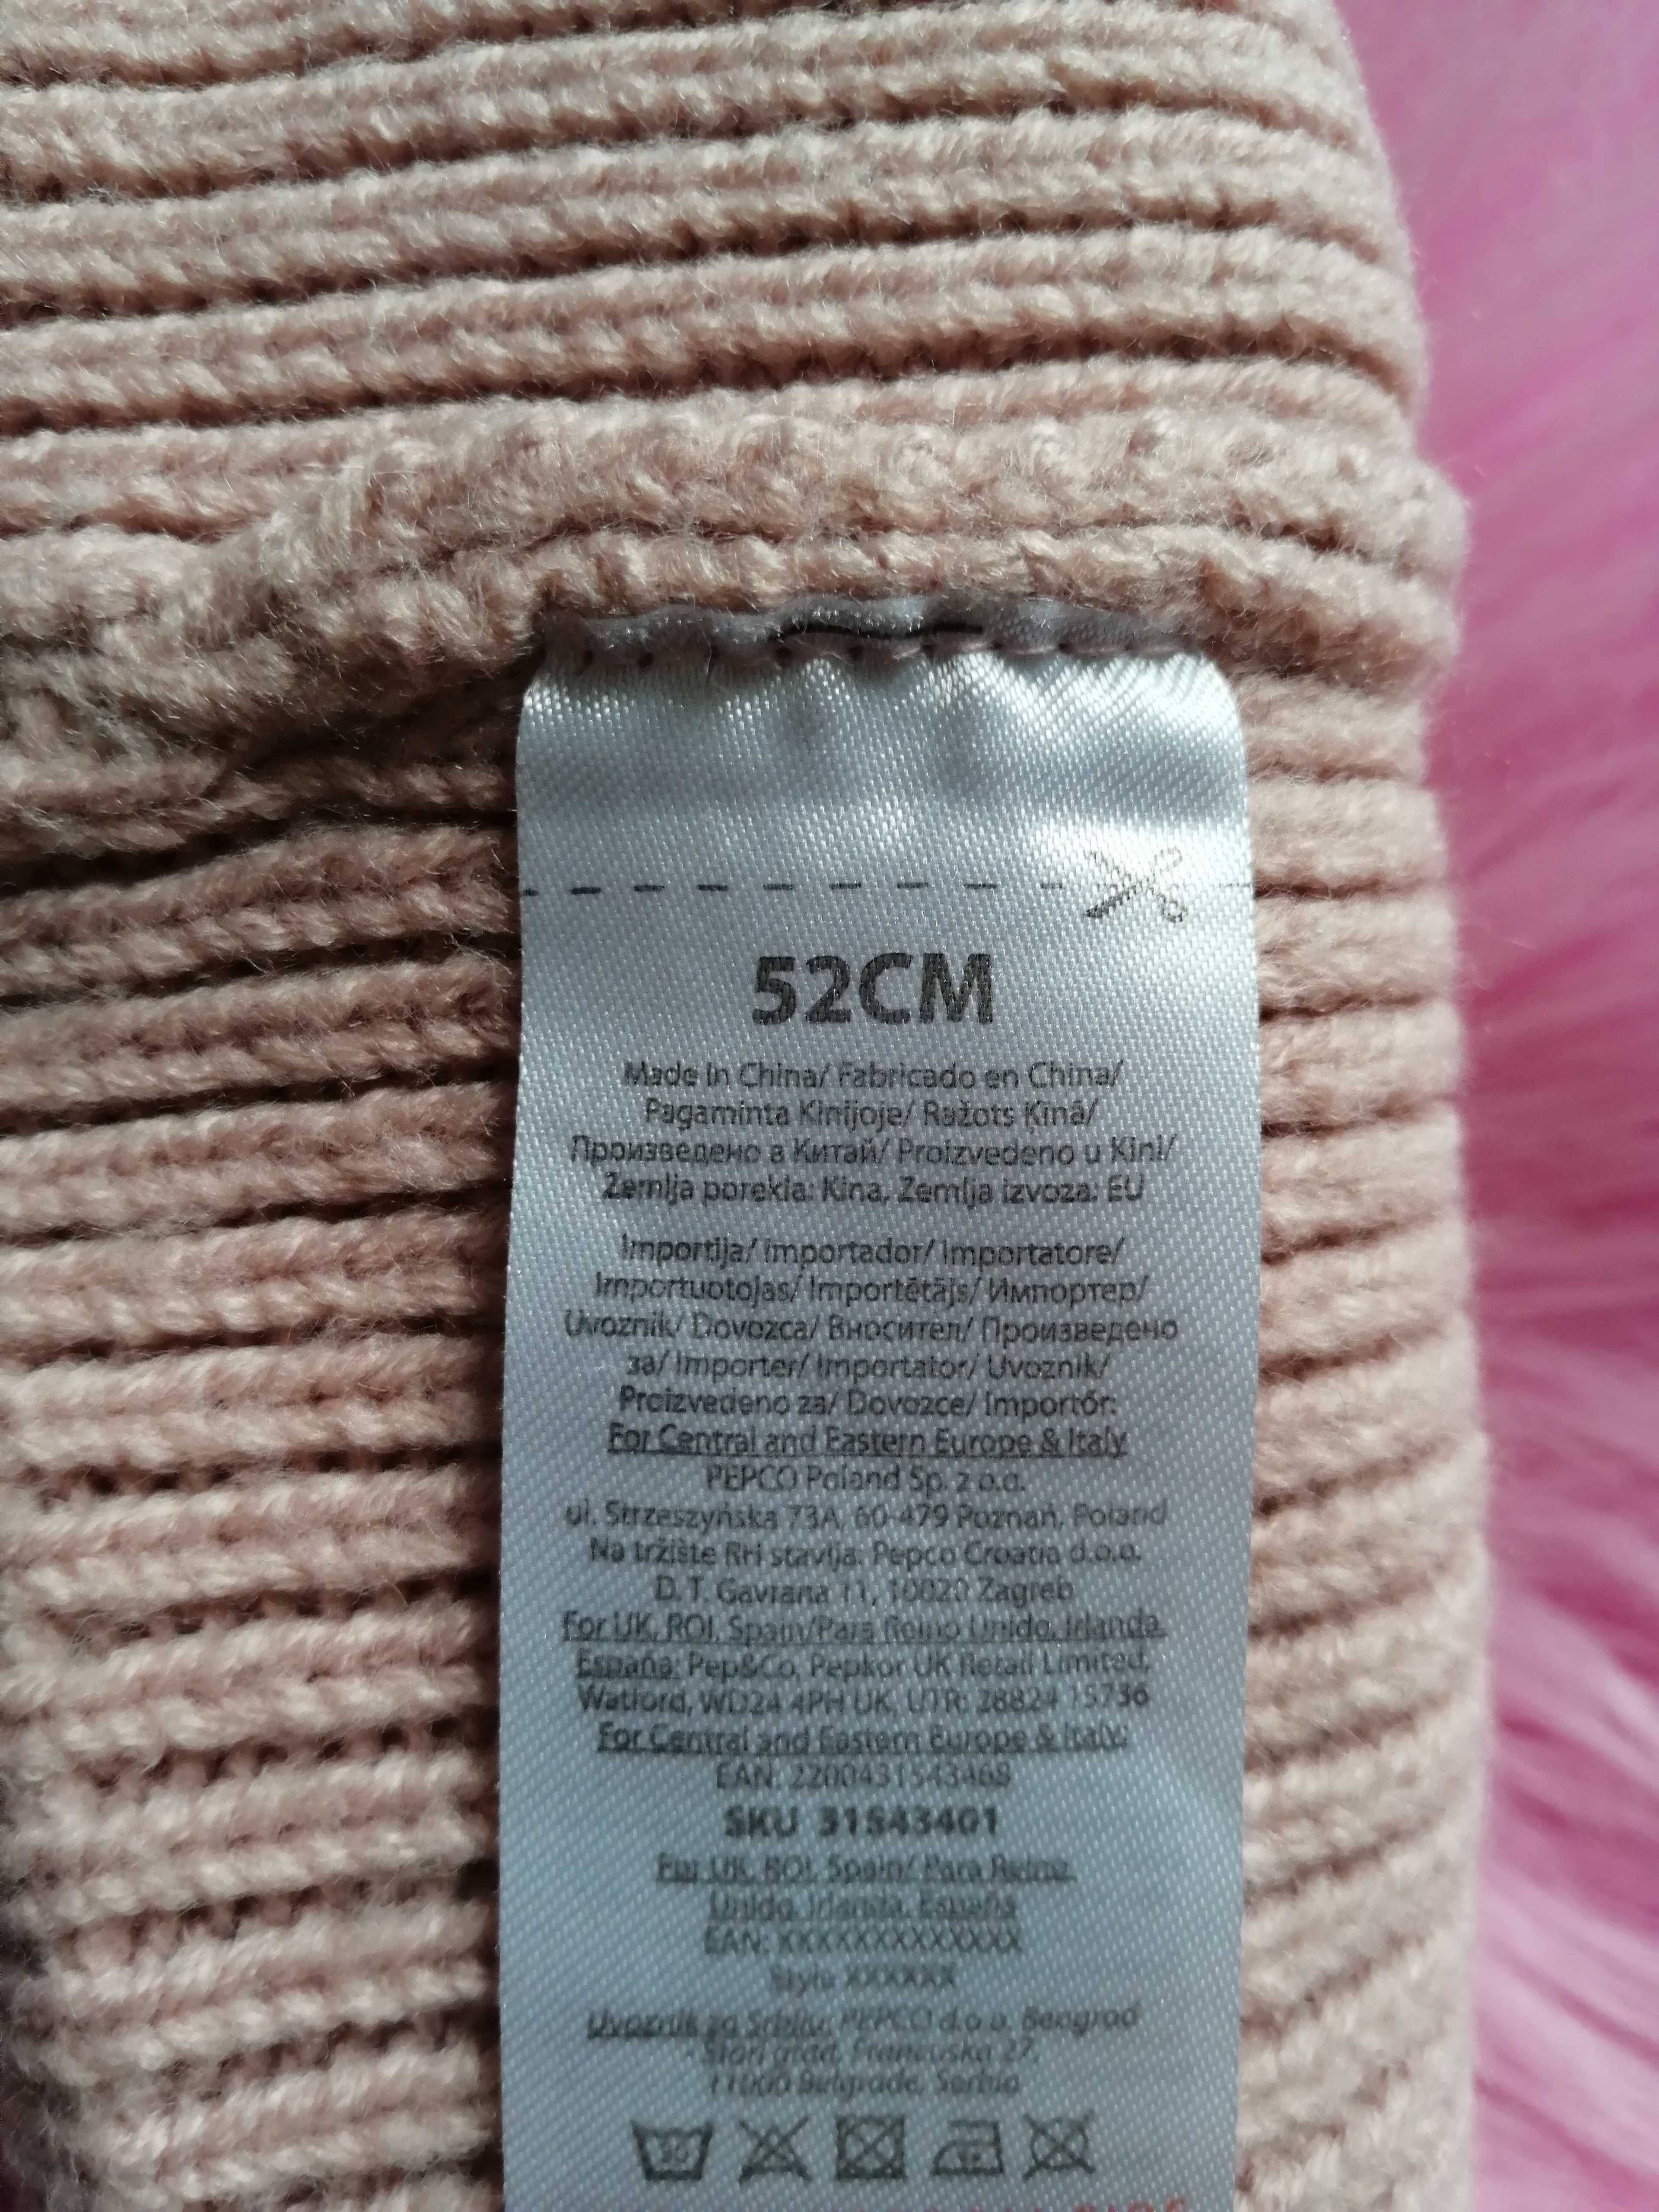 52CM
Made in China/ Fabricado en China/
Pagaminta Kinijoje/ Ražots Ķīnā/
Произведено в Китай/ Proizvedeno u Kini/
Zemlja porekla: Kina, Zemlja izvoza: EU
Importija/ Importador/ Importatore/
Importuotojas/ Importētājs/ Импортер/
Uvoznik/ Dovozca/ Вносител/ Произведено
за/ Importer/ Importator/ Uvoznik/
Proizvedeno za/ Dovozce/ Importór:
For Central and Eastern Europe & Italy
PEPCO Poland Sp. z o.o.
ul. Strzeszyńska 73A, 60-479 Poznań, Poland
Na tržište RH stavlja: Pepco Croatia d.o.o.
D. T. Gavrana 11, 10020 Zagreb
For UK, ROI, Spain/Para Reino Unido, Irlanda,
España: Pep&Co, Pepkor UK Retail Limited,
Watford, WD24 4PH UK, UTR: 28824 15736
For Central and Eastern Europe & Italy:
EAN: 2200431543468
SKU 31543401
For UK, ROI, Spain/ Para Reino
Unido, Irlanda, España
EAN: XXXXXXXXXXXXX
Style XXXXXX
Uvoznik za Srbiju: PEPCO d.o.o. Beograd
- Stari grad, Francuska 27,
11000 Belgrade, Serbia